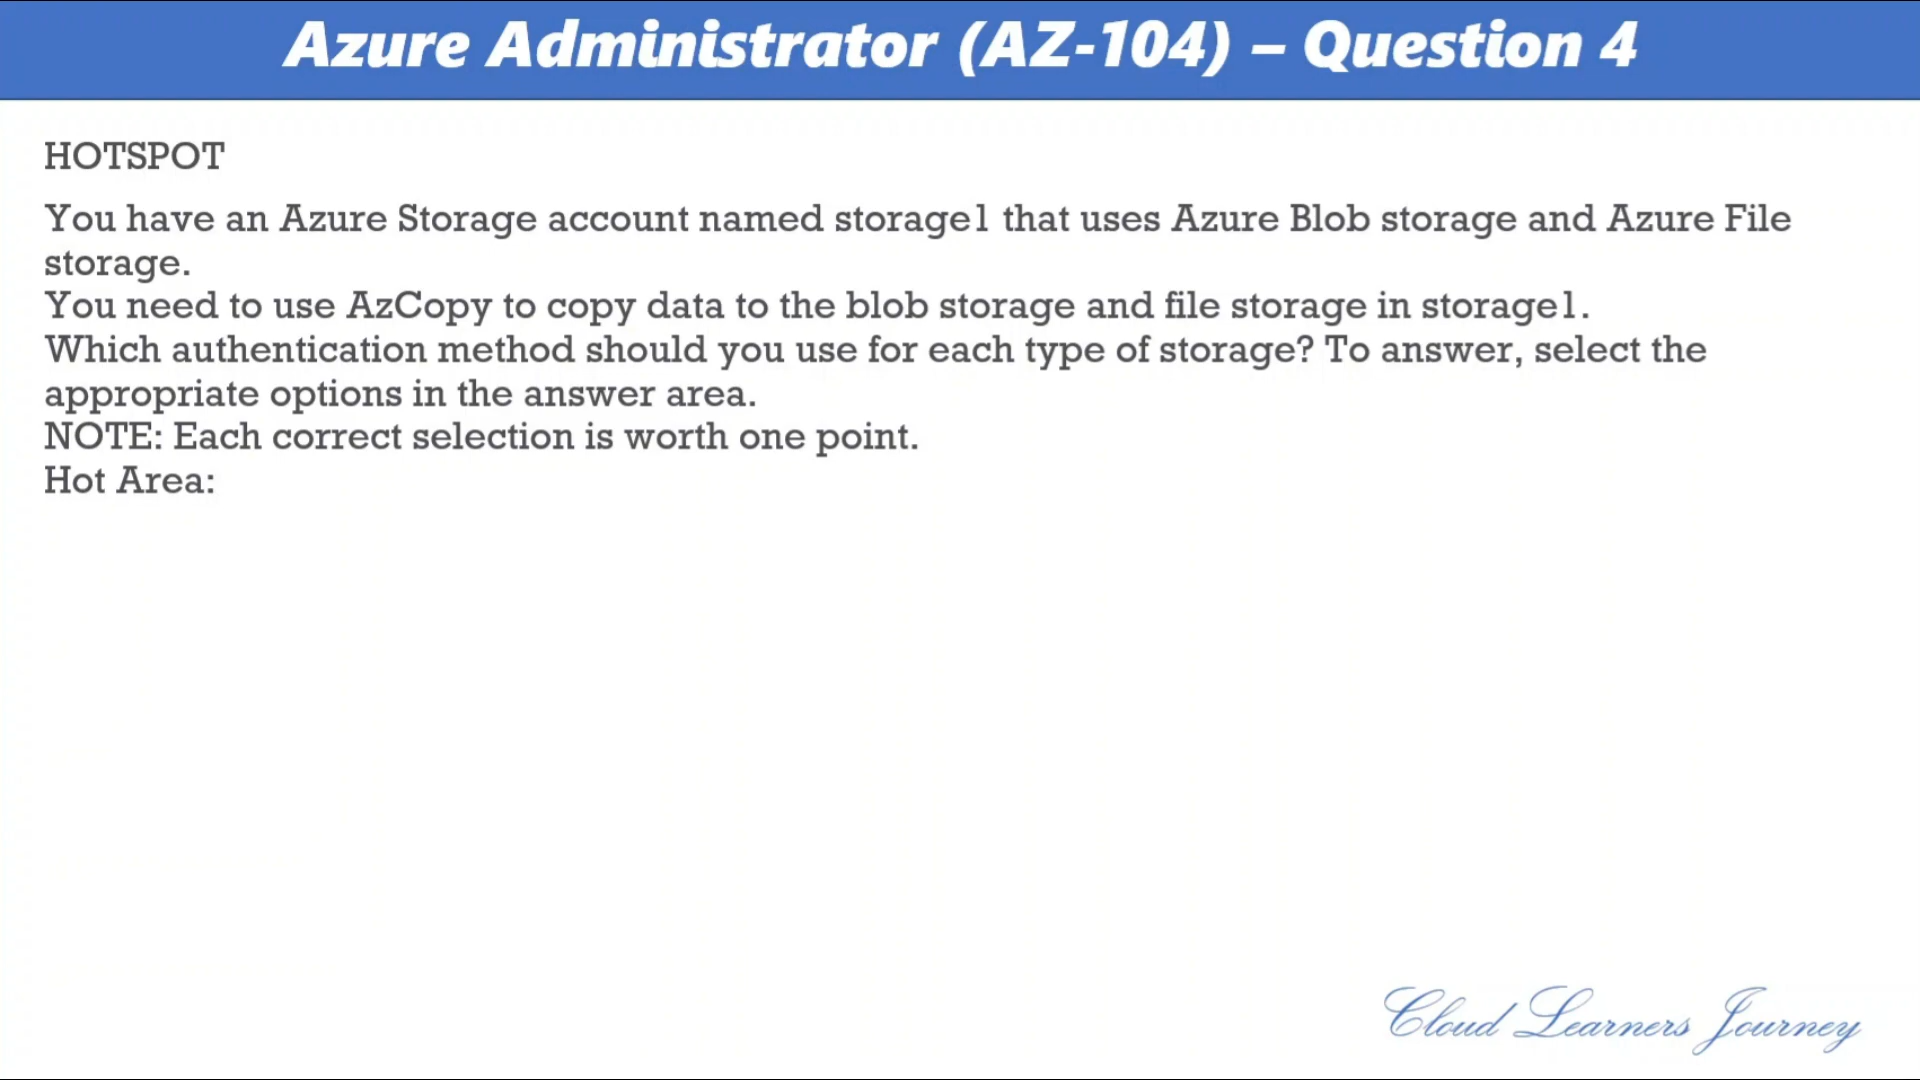 Azure Administrator (AZ-104) – Question 4
HOTSPOT
You have an Azure Storage account named storage1 that uses Azure Blob storage and Azure File
storage.
You need to use AzCopy to copy data to the blob storage and file storage in storage1.
Which authentication method should you use for each type of storage? To answer, select the
appropriate options in the answer area.
NOTE: Each correct selection is worth one point.
Hot Area:
Cloud Learners Journey